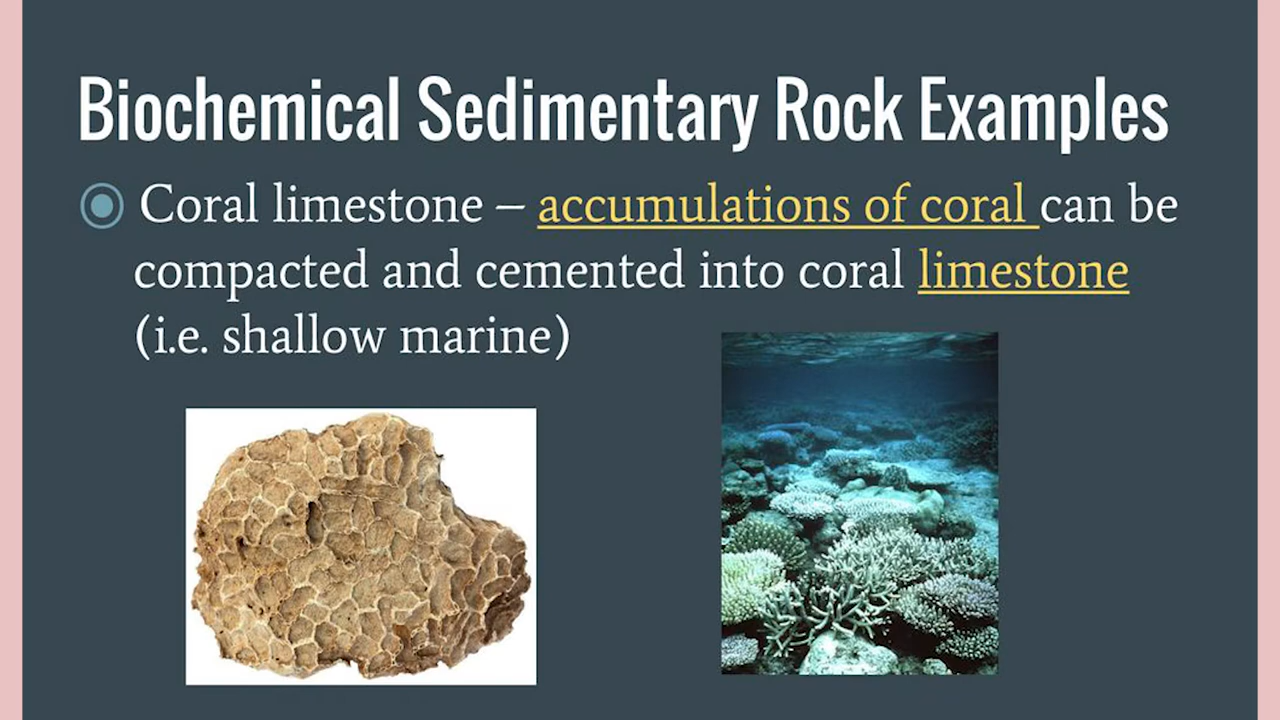 Biochemical Sedimentary Rock Examples
Coral limestone – accumulations of coral can be
compacted and cemented into coral limestone
(i.e. shallow marine)